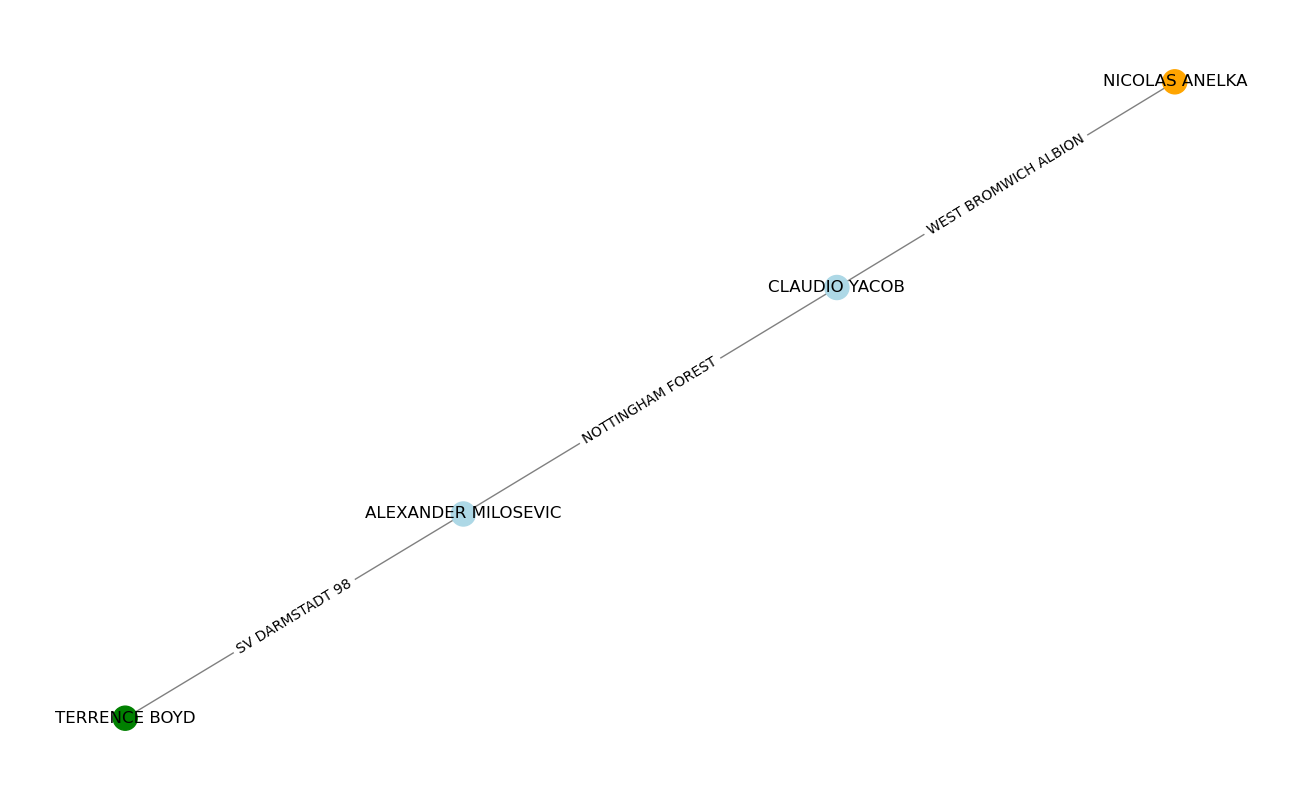 NICOLAS ANELKA
WEST BROMWICH ALBION
CLAUDIO YACOB
NOTTINGHAM FOREST
ALEXANDER MILOSEVIC
SV DARMSTADT 98
TERRENCE BOYD